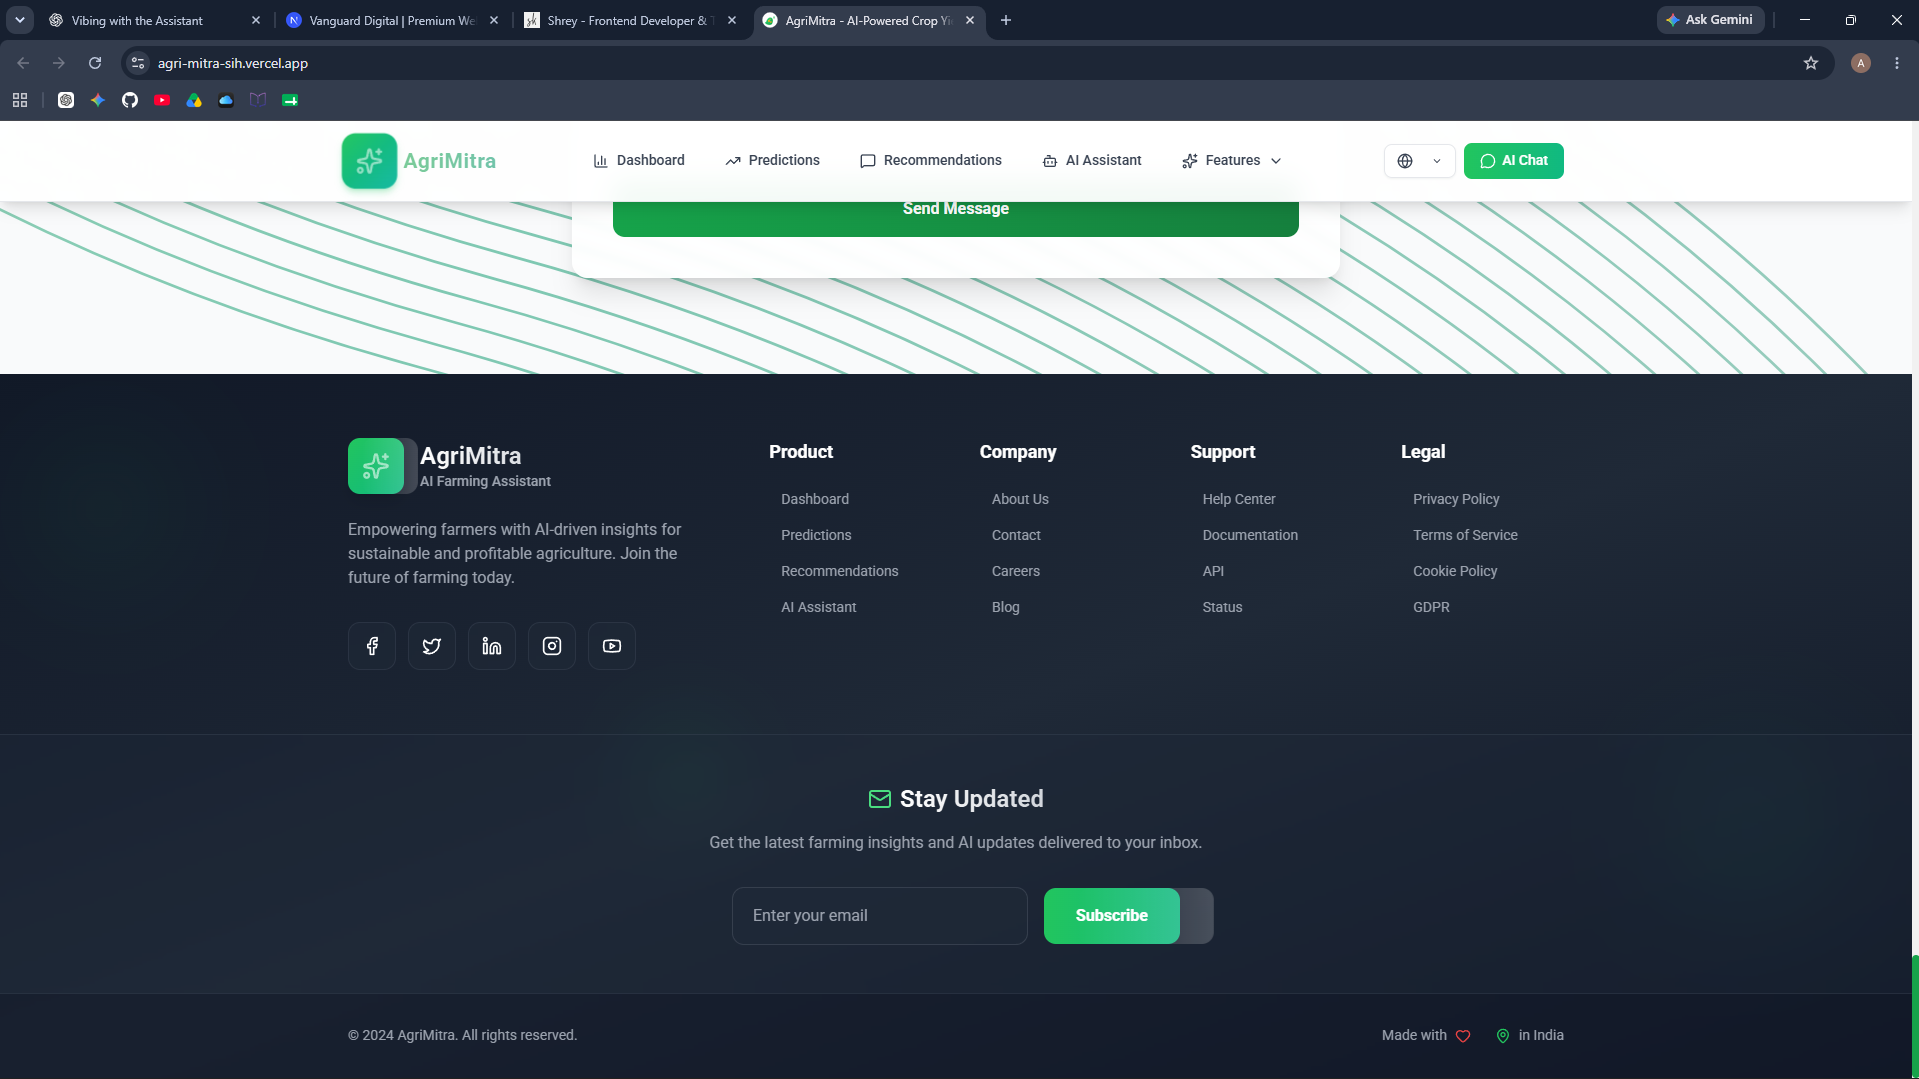 Vibing with the Assistant
Vanguard Digital | Premium We
Shrey - Frontend Developer & T
AgriMitra - AI-Powered Crop Yi
Ask Gemini
agri-mitra-sih.vercel.app
A
AgriMitra
Dashboard
Predictions
Recommendations
AI Assistant
Features
AI Chat
Send Message
AgriMitra
AI Farming Assistant
Empowering farmers with AI-driven insights for
sustainable and profitable agriculture. Join the
future of farming today.
Product
Dashboard
Predictions
Recommendations
AI Assistant
Company
About Us
Contact
Careers
Blog
Support
Help Center
Documentation
API
Status
Legal
Privacy Policy
Terms of Service
Cookie Policy
GDPR
Stay Updated
Get the latest farming insights and AI updates delivered to your inbox.
Enter your email
Subscribe
© 2024 AgriMitra. All rights reserved.
Made with
in India